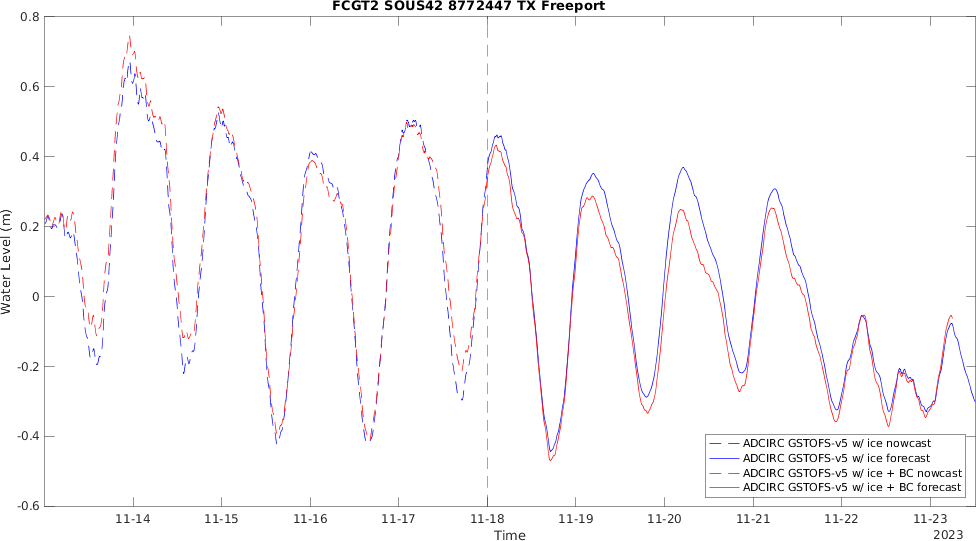 FCGT2 SOUS42 8772447 TX Freeport
Water Level (m)
0.8
0.6
0.4
0.2
0
-0.2
-0.4
-0.6
11-14
11-15
11-16
11-17
11-18
11-19
11-20
11-21
11-22
11-23
Time
2023
ADCIRC GSTOFS-v5 w/ ice nowcast
ADCIRC GSTOFS-v5 w/ ice forecast
ADCIRC GSTOFS-v5 w/ ice + BC nowcast
ADCIRC GSTOFS-v5 w/ ice + BC forecast